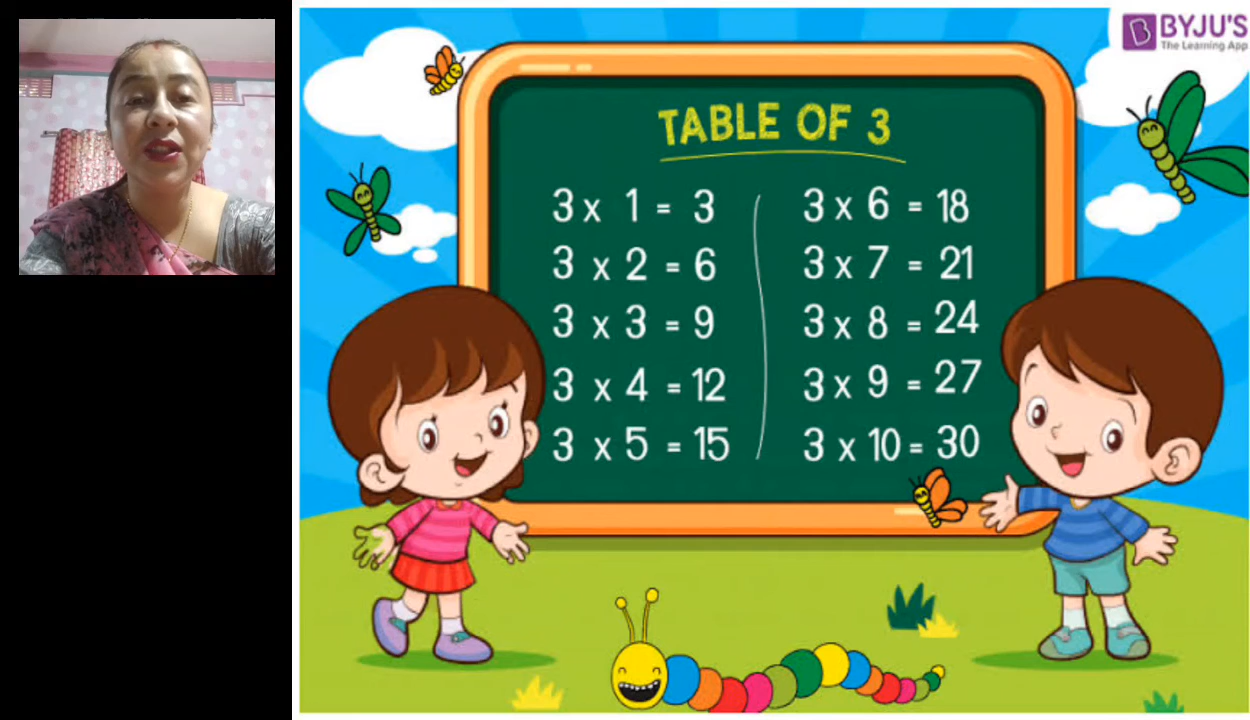 BYJU'S
The Learning App
TABLE OF 3
3 x 1 = 3
3 x 2 = 6
3 x 3 = 9
3 x 4 = 12
3 x 5 = 15
3 x 6 = 18
3 x 7 = 21
3 x 8 = 24
3 x 9 = 27
3 x 10 = 30